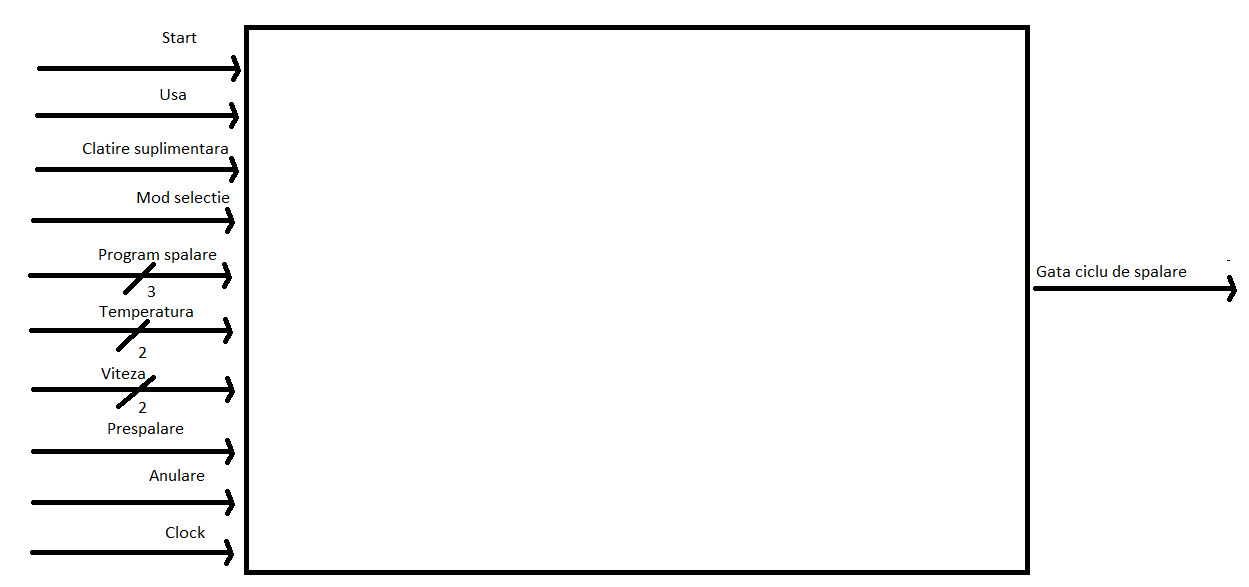 Start
Usa
Clatire suplimentara
Mod selectie
Program spalare
3
Temperatura
2
Viteza
2
Prespalare
Anulare
Clock
Gata ciclu de spalare
-